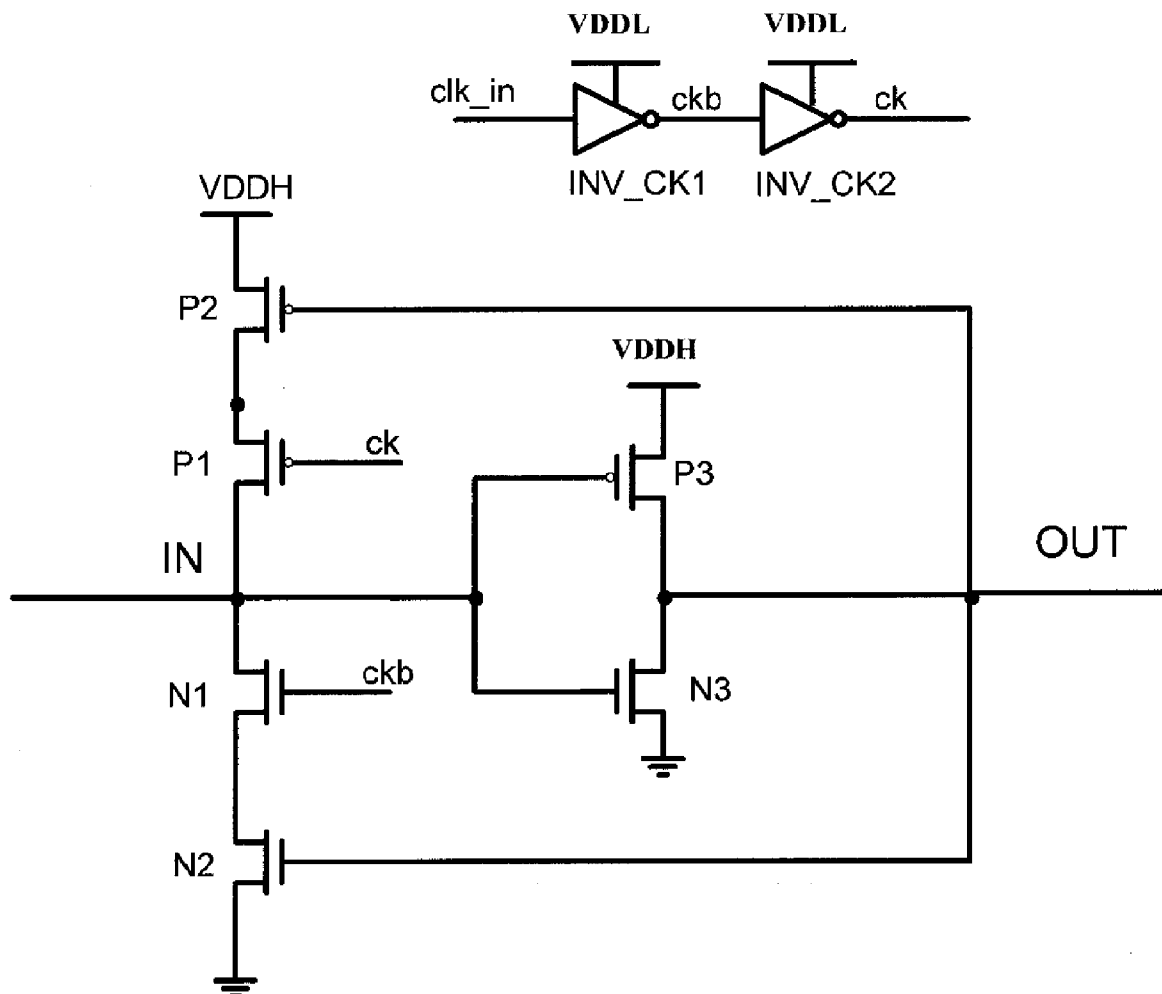 VDDL VDDL
clk_in ckb ck
INV_CK1 INV_CK2
VDDH
P2
VDDH
P1 ck
P3
IN OUT
N1 ckb N3
N2